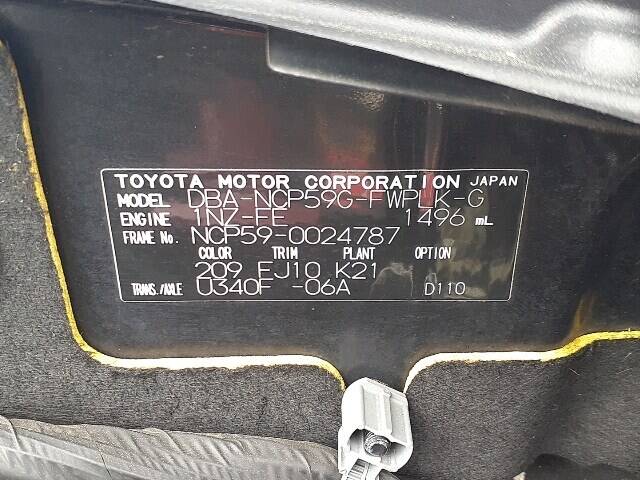 TOYOTA MOTOR CORPORATION JAPAN
MODEL DBA-NCP59G-FWPLK-G
ENGINE 1NZ-FE 1496 mL
FRAME No. NCP59-0024787
COLOR TRIM PLANT OPTION
209 FJ10 K21
TRANS./AXLE U340F -06A D110